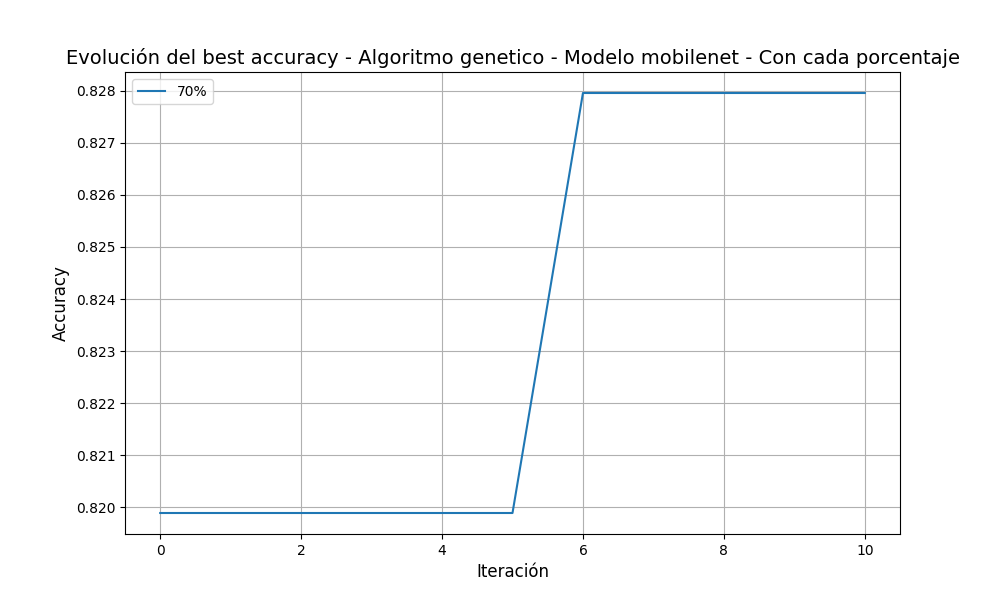 Evolución del best accuracy - Algoritmo genetico - Modelo mobilenet - Con cada porcentaje
70%
0.828
0.827
0.826
0.825
0.824
0.823
0.822
0.821
0.820
Accuracy
0 2 4 6 8 10
Iteración